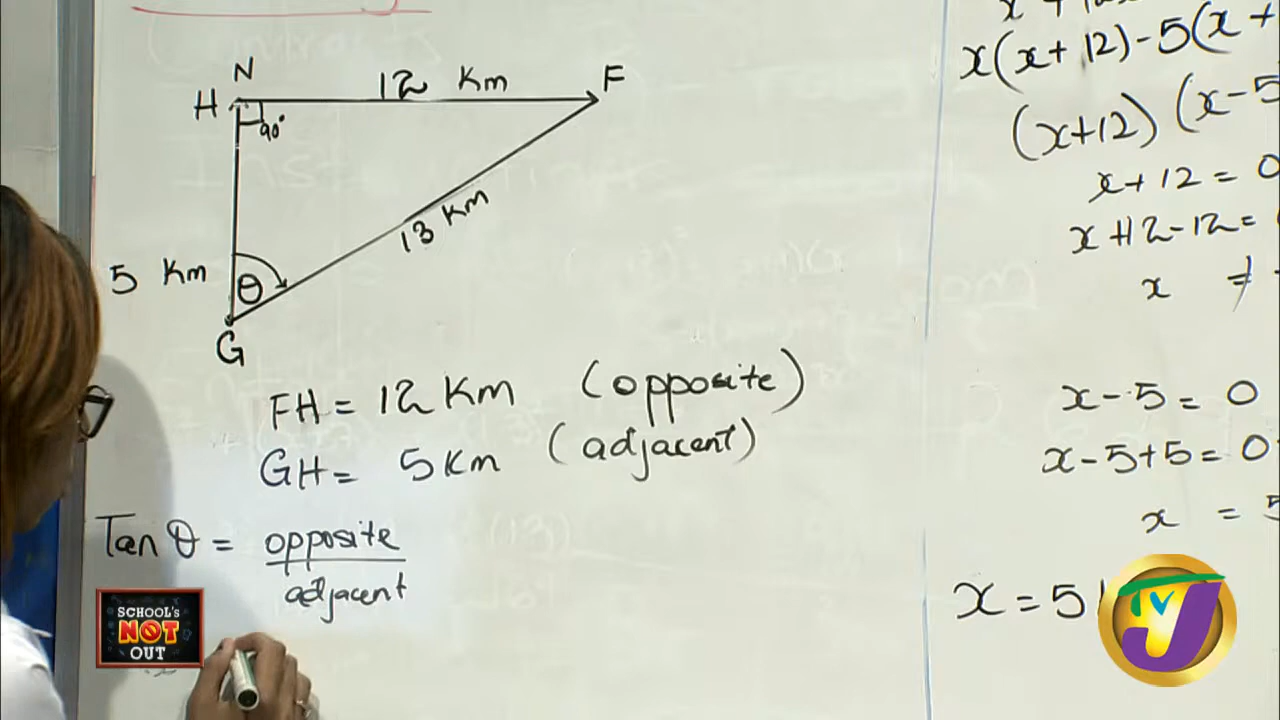 N
H 12 Km F
90°
13 Km
5 Km θ
G
FH = 12 Km (opposite)
GH = 5 Km (adjacent)
Tan θ = opposite
adjacent
x(x+12)-5(x+
(x+12)(x-5
x+12=0
x+12-12=
x ≠
x-5=0
x-5+5=0
x = 5
x=5
SCHOOL's
NOT
OUT
TVJ